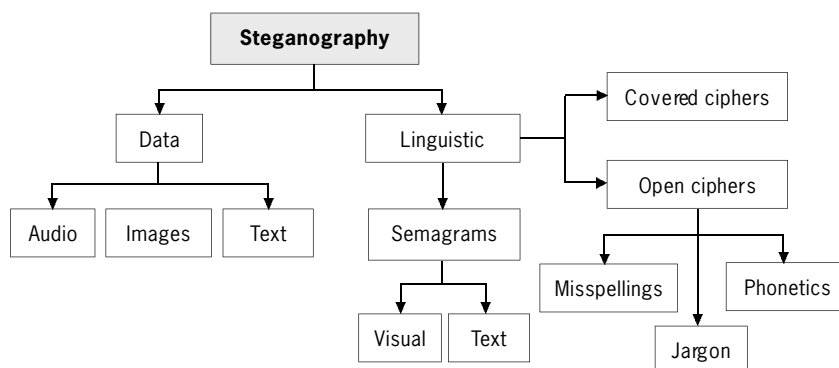 Steganography
Covered ciphers
Data
Linguistic
Open ciphers
Audio
Images
Text
Semagrams
Misspellings
Phonetics
Visual
Text
Jargon